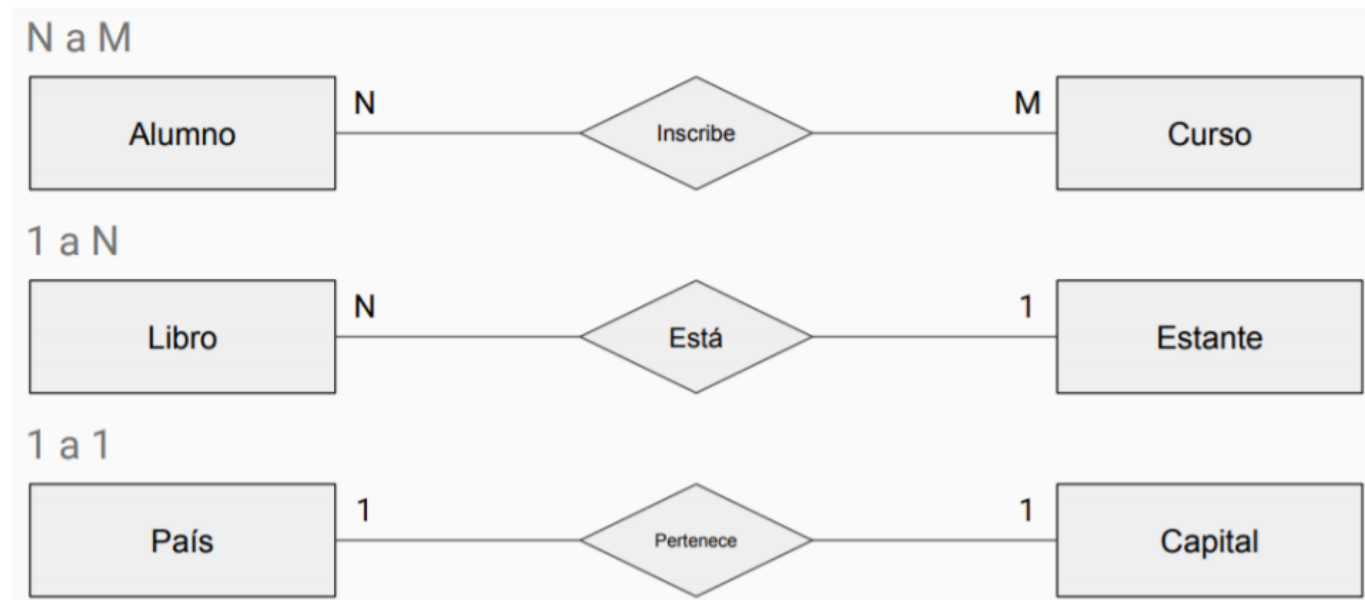 N a M
Alumno N Inscribe M Curso
1 a N
Libro N Está 1 Estante
1 a 1
País 1 Pertenece 1 Capital